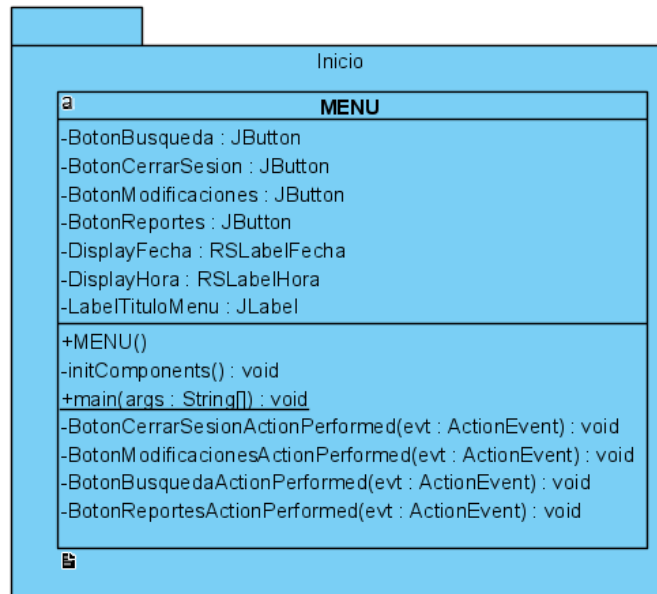 Inicio
a
MENU
-BotonBusqueda : JButton
-BotonCerrarSesion : JButton
-BotonModificaciones : JButton
-BotonReportes : JButton
-DisplayFecha : RSLabelFecha
-DisplayHora : RSLabelHora
-LabelTituloMenu : JLabel
+MENU()
-initComponents() : void
+main(args : String[]) : void
-BotonCerrarSesionActionPerformed(evt : ActionEvent) : void
-BotonModificacionesActionPerformed(evt : ActionEvent) : void
-BotonBusquedaActionPerformed(evt : ActionEvent) : void
-BotonReportesActionPerformed(evt : ActionEvent) : void